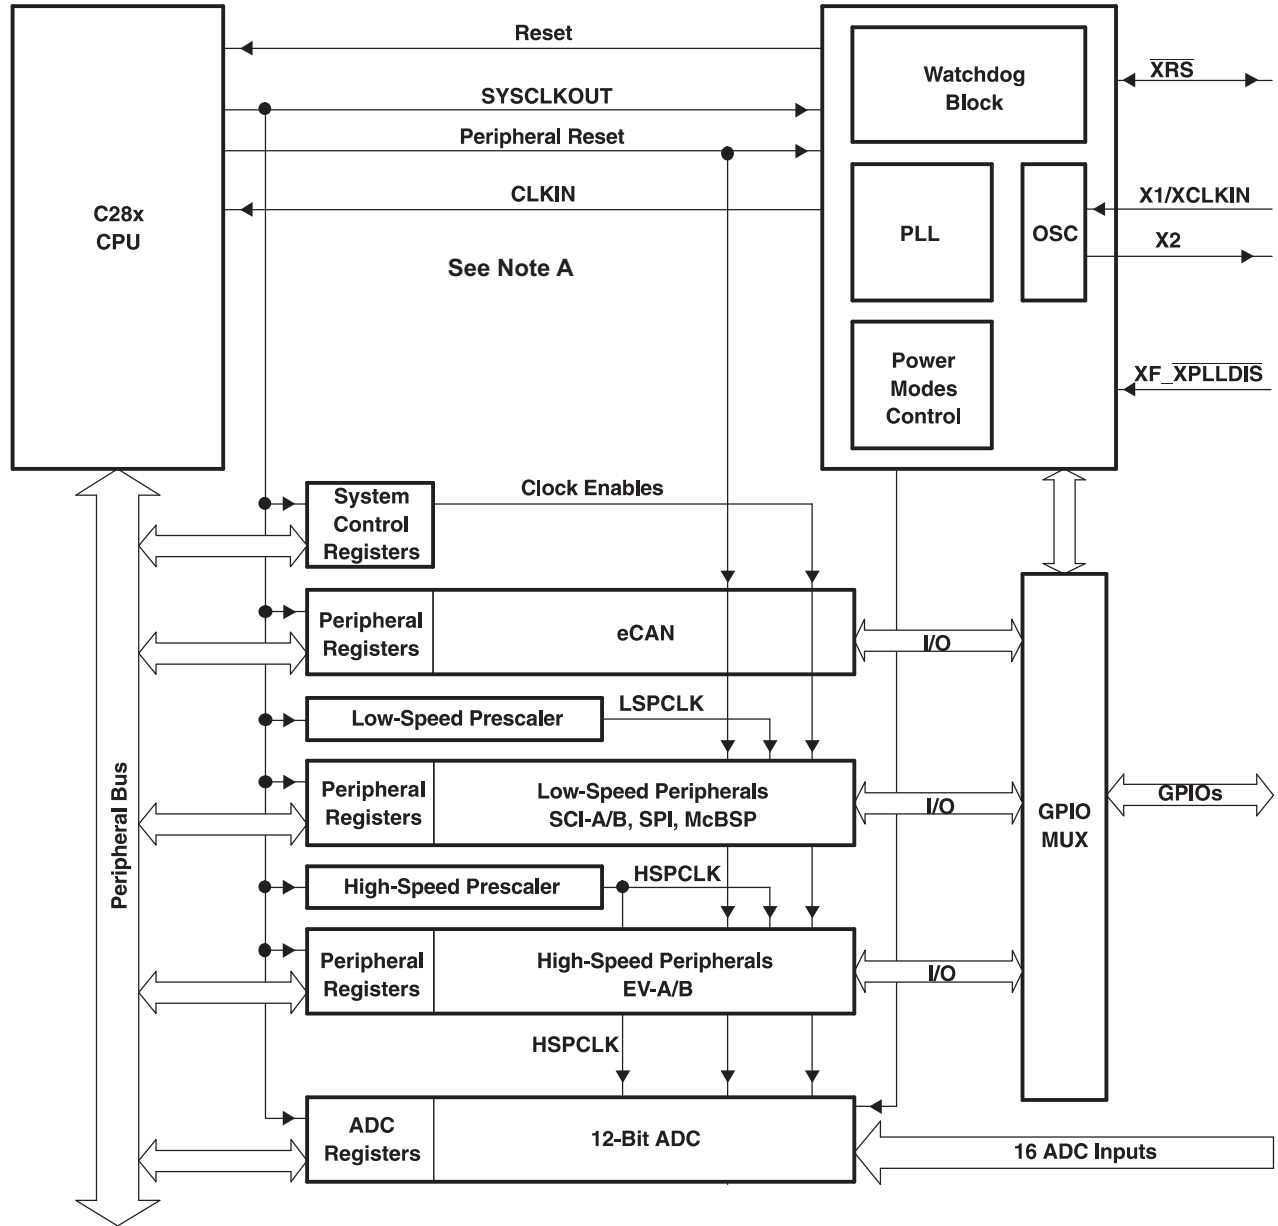 Reset
SYSCLKOUT
Peripheral Reset
CLKIN
C28x
CPU
See Note A
Watchdog
Block
PLL
OSC
Power
Modes
Control
XRS
X1/XCLKIN
X2
XF_XPLLDIS
System
Control
Registers
Clock Enables
Peripheral
Registers
eCAN
I/O
Low-Speed Prescaler
LSPCLK
Peripheral
Registers
Low-Speed Peripherals
SCI-A/B, SPI, McBSP
I/O
High-Speed Prescaler
HSPCLK
Peripheral
Registers
High-Speed Peripherals
EV-A/B
I/O
HSPCLK
ADC
Registers
12-Bit ADC
16 ADC Inputs
GPIO
MUX
GPIOs
Peripheral Bus